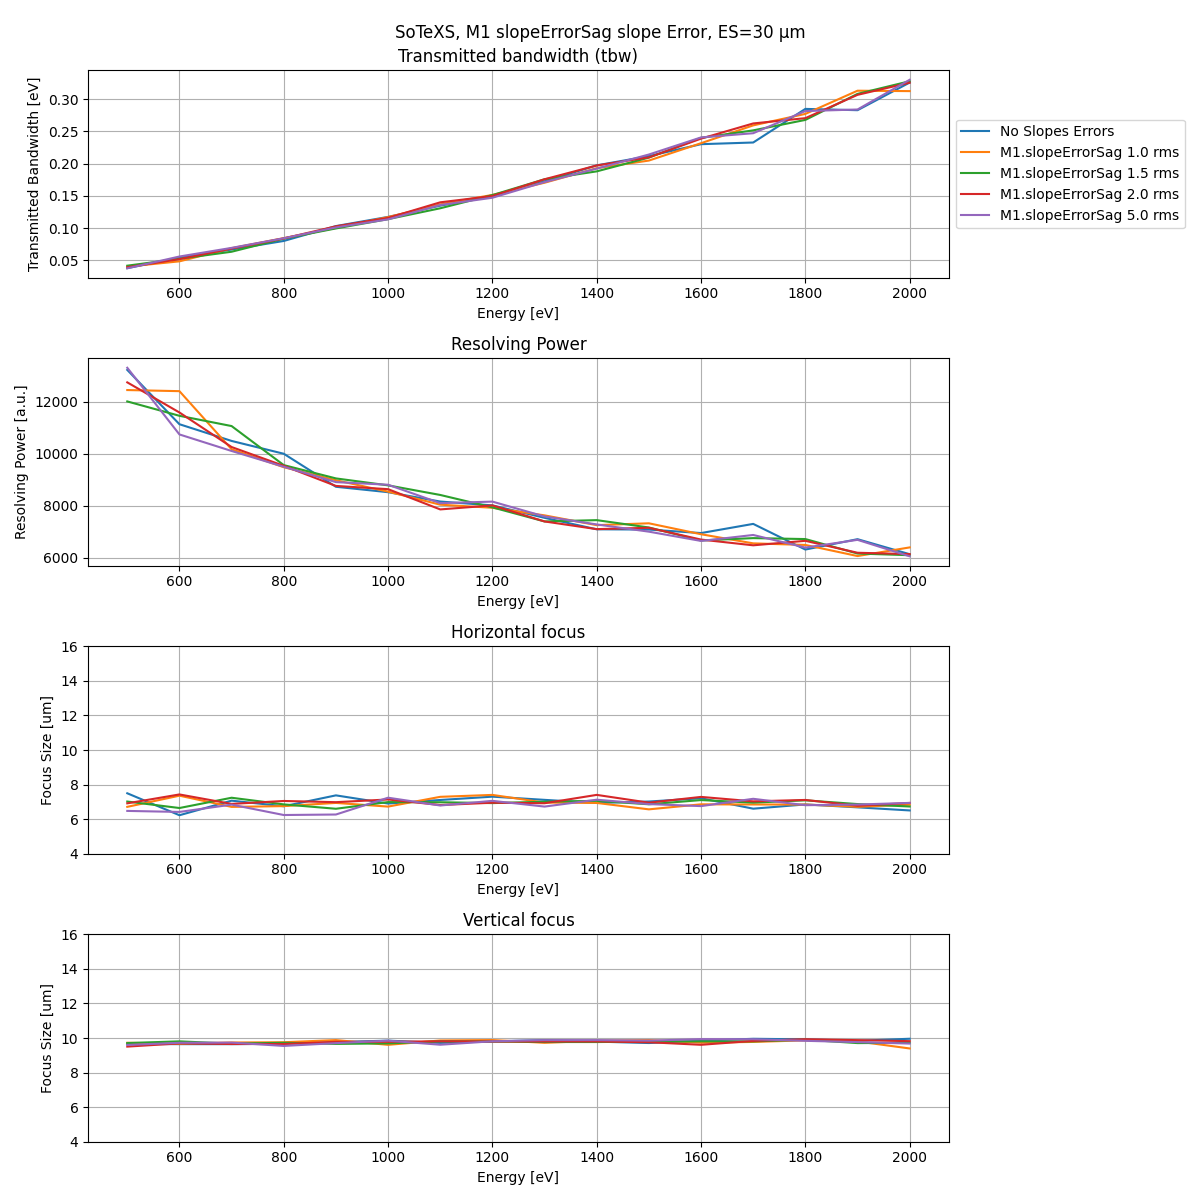 SoTeXS, M1 slopeErrorSag slope Error, ES=30 µm
Transmitted bandwidth (tbw)
Transmitted Bandwidth [eV]
0.30
0.25
0.20
0.15
0.10
0.05
600 800 1000 1200 1400 1600 1800 2000
Energy [eV]
No Slopes Errors
M1.slopeErrorSag 1.0 rms
M1.slopeErrorSag 1.5 rms
M1.slopeErrorSag 2.0 rms
M1.slopeErrorSag 5.0 rms
Resolving Power
Resolving Power [a.u.]
12000
10000
8000
6000
600 800 1000 1200 1400 1600 1800 2000
Energy [eV]
Horizontal focus
Focus Size [um]
16
14
12
10
8
6
4
600 800 1000 1200 1400 1600 1800 2000
Energy [eV]
Vertical focus
Focus Size [um]
16
14
12
10
8
6
4
600 800 1000 1200 1400 1600 1800 2000
Energy [eV]